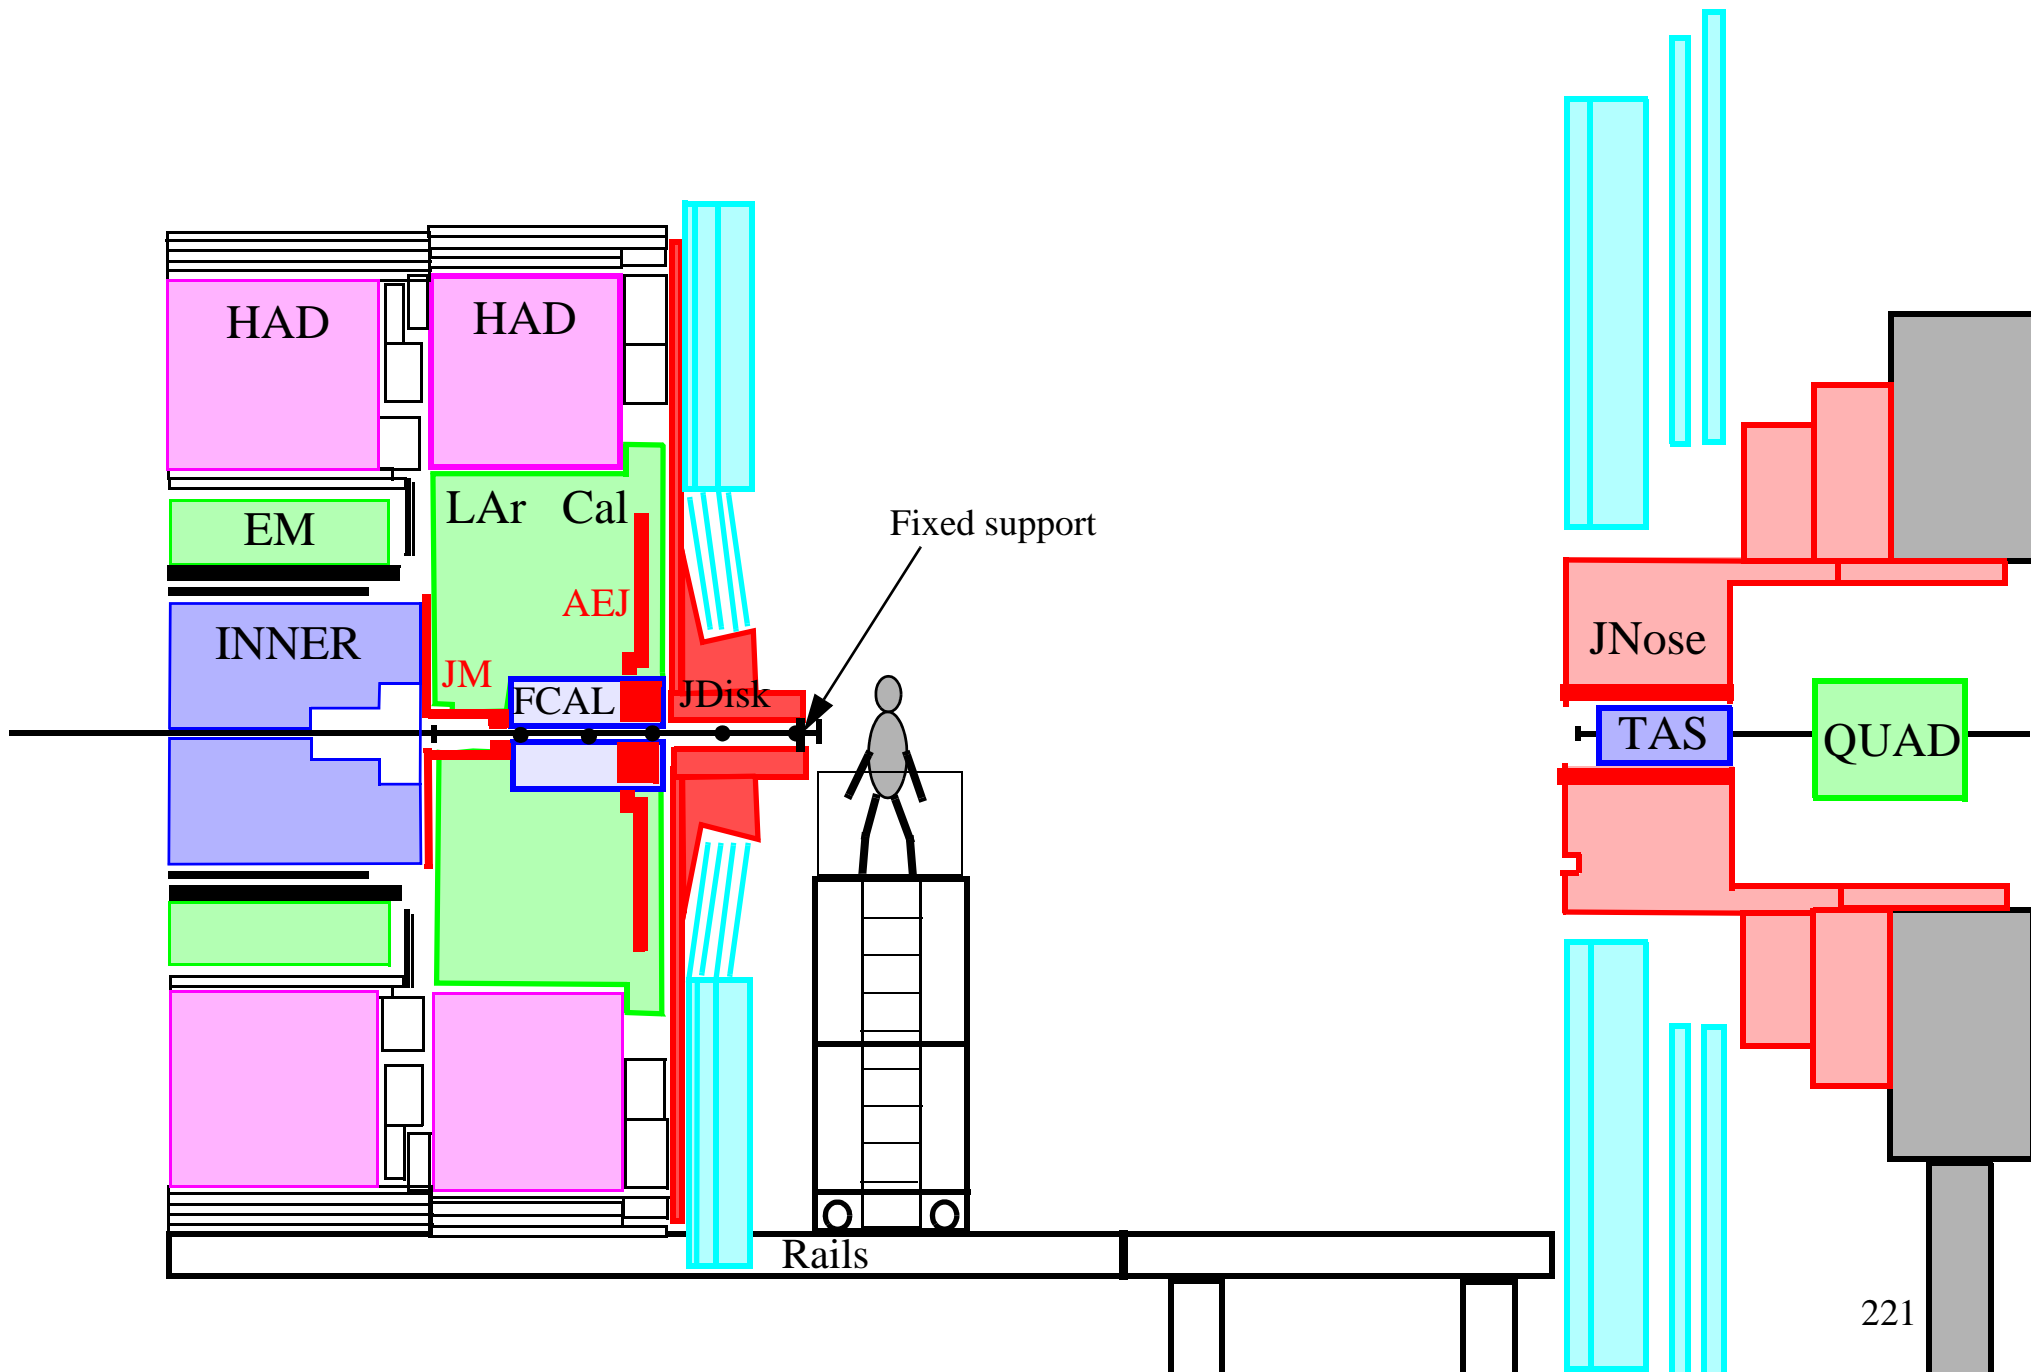 HAD
HAD
LAr Cal
EM
Fixed support
AEJ
INNER
JM
FCAL
JDisk
JNose
TAS
QUAD
Rails
221